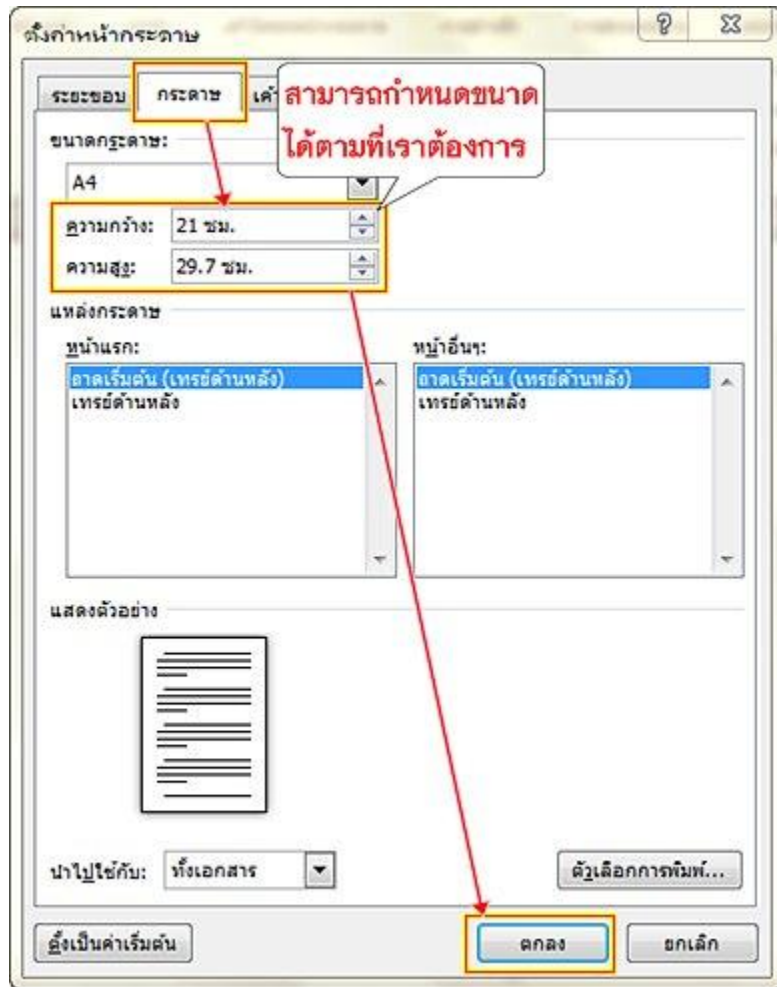 ตั้งค่าหน้ากระดาษ
ระยะขอบ
กระดาษ
เค้า
สามารถกำหนดขนาด
ได้ตามที่เราต้องการ
ขนาดกระดาษ:
A4
ความกว้าง: 21 ซม.
ความสูง: 29.7 ซม.
แหล่งกระดาษ
หน้าแรก:
ถาดเริ่มต้น (เทรย์ด้านหลัง)
เทรย์ด้านหลัง
หน้าอื่นๆ:
ถาดเริ่มต้น (เทรย์ด้านหลัง)
เทรย์ด้านหลัง
แสดงตัวอย่าง
นำไปใช้กับ: ทั้งเอกสาร
ตัวเลือกการพิมพ์...
ตั้งเป็นค่าเริ่มต้น
ตกลง
ยกเลิก